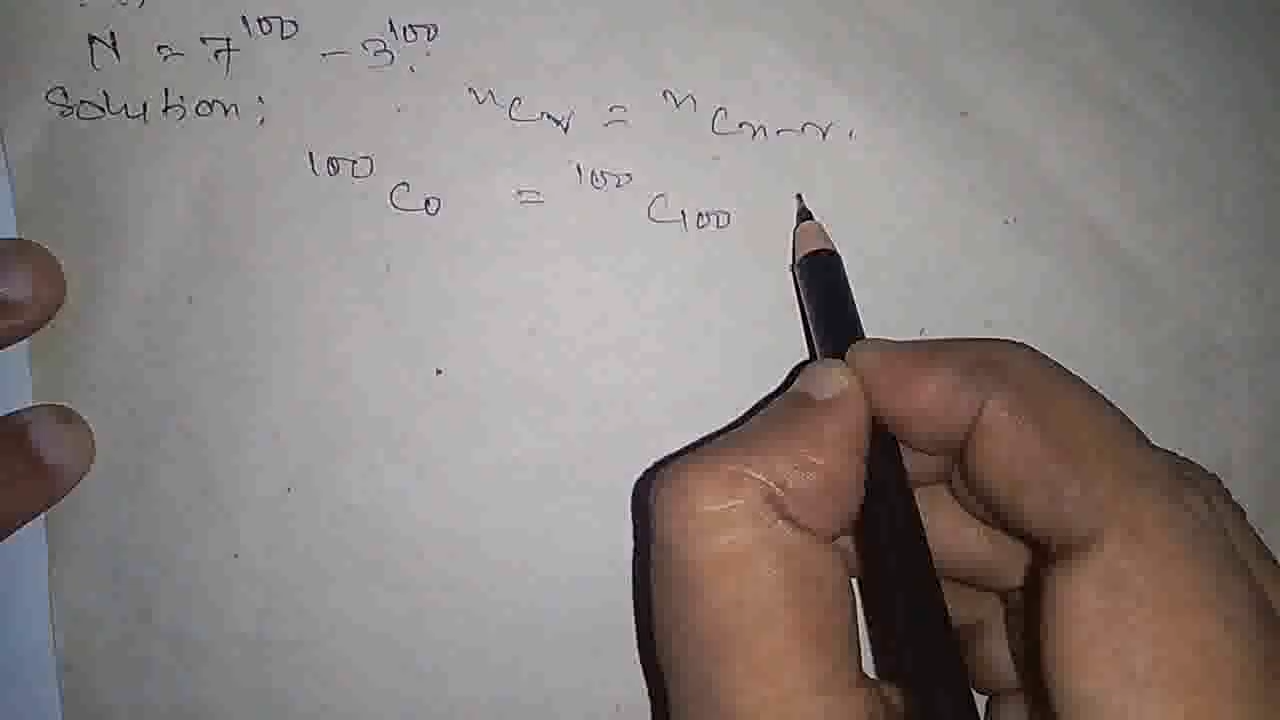 N = 7^100 - 3^100.
Solution: nCr = nCn-r.
100C0 = 100C100